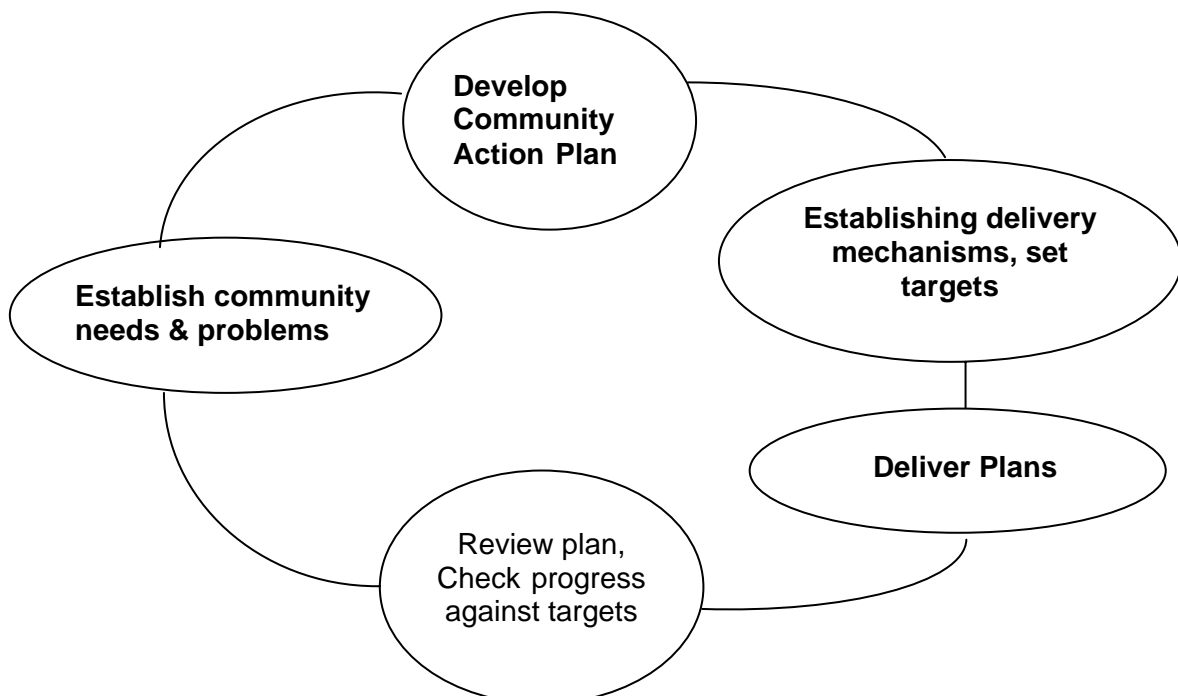 Develop
Community
Action Plan
Establishing delivery
mechanisms, set
targets
Establish community
needs & problems
Deliver Plans
Review plan,
Check progress
against targets